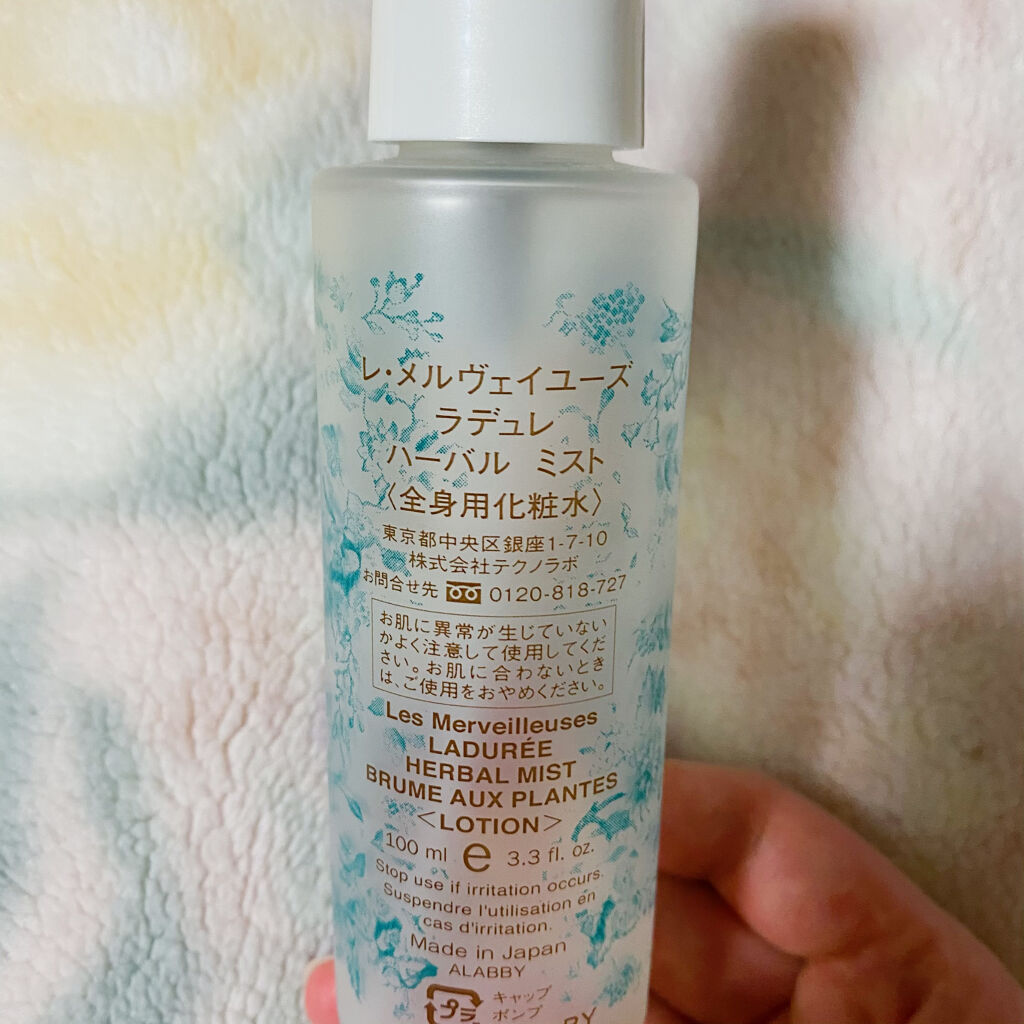 レ・メルヴェイユーズ
ラデュレ
ハーバル ミスト
〈全身用化粧水〉
東京都中央区銀座1-7-10
株式会社テクノラボ
お問合せ先 0120-818-727
お肌に異常が生じていない
かよく注意して使用してくだ
さい。お肌に合わないとき
は、ご使用をおやめください。
Les Merveilleuses
LADURÉE
HERBAL MIST
BRUME AUX PLANTES
<LOTION>
100 ml e 3.3 fl. oz.
Stop use if irritation occurs.
Suspendre l'utilisation en
cas d'irritation.
Made in Japan
ALABBY
プラ キャップ
ポンプ